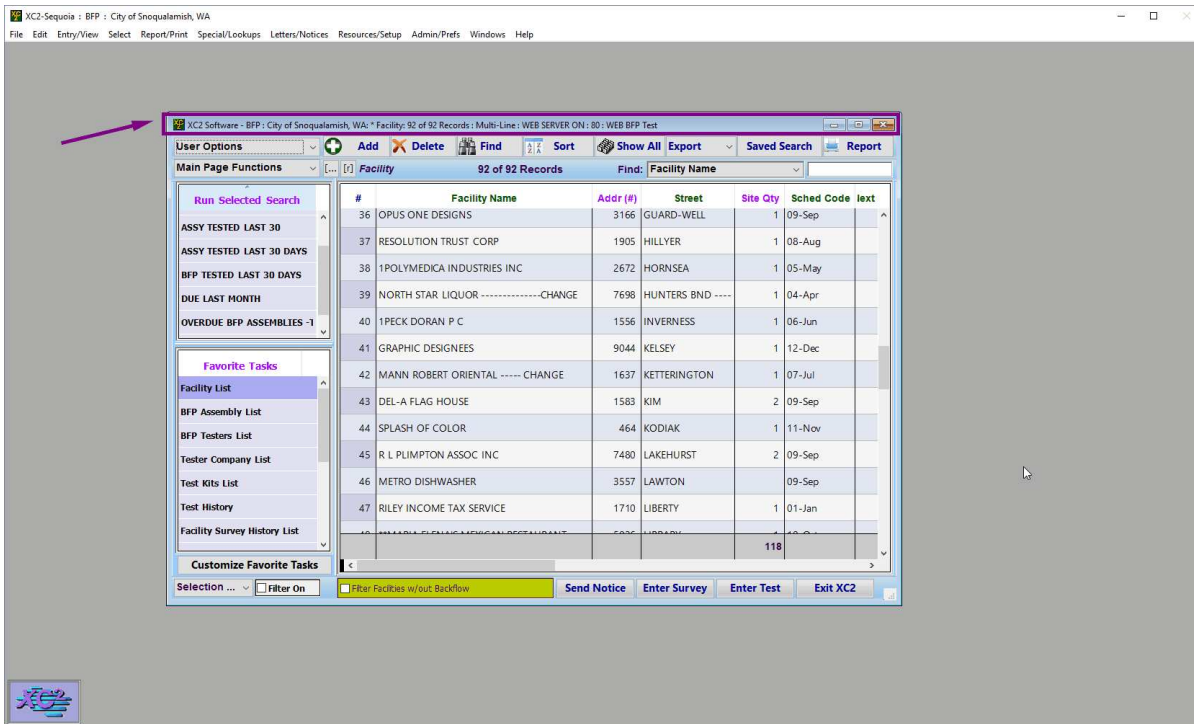 XC2-Sequoia : BFP : City of Snoqualamish, WA
File Edit Entry/View Select Report/Print Special/Lookups Letters/Notices Resources/Setup Admin/Prefs Windows Help
XC2 Software - BFP : City of Snoqualamish, WA: * Facility: 92 of 92 Records : Multi-Line : WEB SERVER ON : 80 : WEB BFP Test
User Options Add Delete Find Sort Show All Export Saved Search Report
Main Page Functions [... [r] Facility 92 of 92 Records Find: Facility Name
Run Selected Search
ASSY TESTED LAST 30
ASSY TESTED LAST 30 DAYS
BFP TESTED LAST 30 DAYS
DUE LAST MONTH
OVERDUE BFP ASSEMBLIES -T
Favorite Tasks
Facility List
BFP Assembly List
BFP Testers List
Tester Company List
Test Kits List
Test History
Facility Survey History List
Customize Favorite Tasks
# Facility Name Addr (#) Street Site Qty Sched Code lext
36 OPUS ONE DESIGNS 3166 GUARD-WELL 1 09-Sep
37 RESOLUTION TRUST CORP 1905 HILLYER 1 08-Aug
38 1POLYMEDICA INDUSTRIES INC 2672 HORNSEA 1 05-May
39 NORTH STAR LIQUOR --------------CHANGE 7698 HUNTERS BND ---- 1 04-Apr
40 1PECK DORAN P C 1556 INVERNESS 1 06-Jun
41 GRAPHIC DESIGNEES 9044 KELSEY 1 12-Dec
42 MANN ROBERT ORIENTAL ----- CHANGE 1637 KETTERINGTON 1 07-Jul
43 DEL-A FLAG HOUSE 1583 KIM 2 09-Sep
44 SPLASH OF COLOR 464 KODIAK 1 11-Nov
45 R L PLIMPTON ASSOC INC 7480 LAKEHURST 2 09-Sep
46 METRO DISHWASHER 3557 LAWTON 09-Sep
47 RILEY INCOME TAX SERVICE 1710 LIBERTY 1 01-Jan
118
Selection ... Filter On Flter Facilities w/out Backflow Send Notice Enter Survey Enter Test Exit XC2
XC2